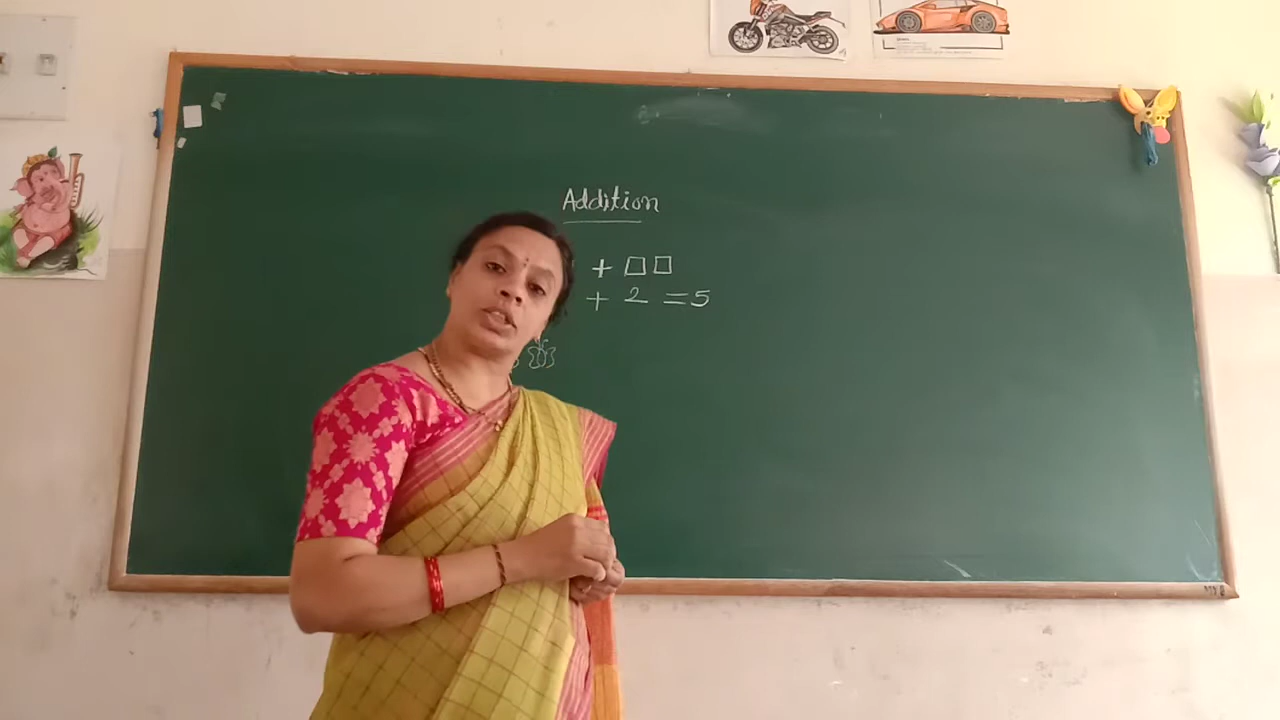 Addition
+ □□
+ 2 = 5